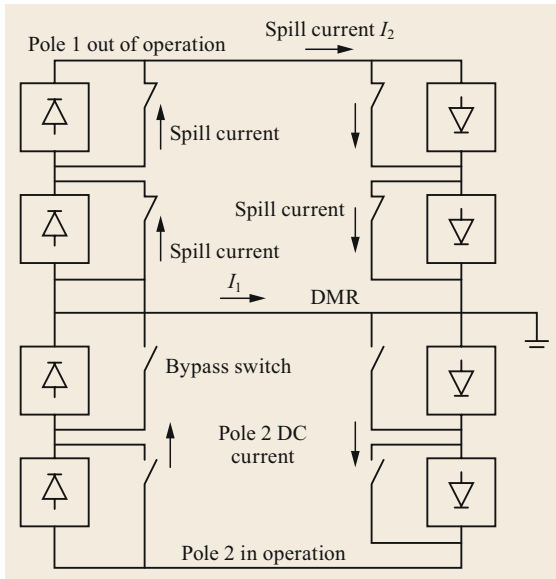 Spill current I2
Pole 1 out of operation
Spill current
Spill current
Spill current
I1
DMR
Bypass switch
Pole 2 DC
current
Pole 2 in operation